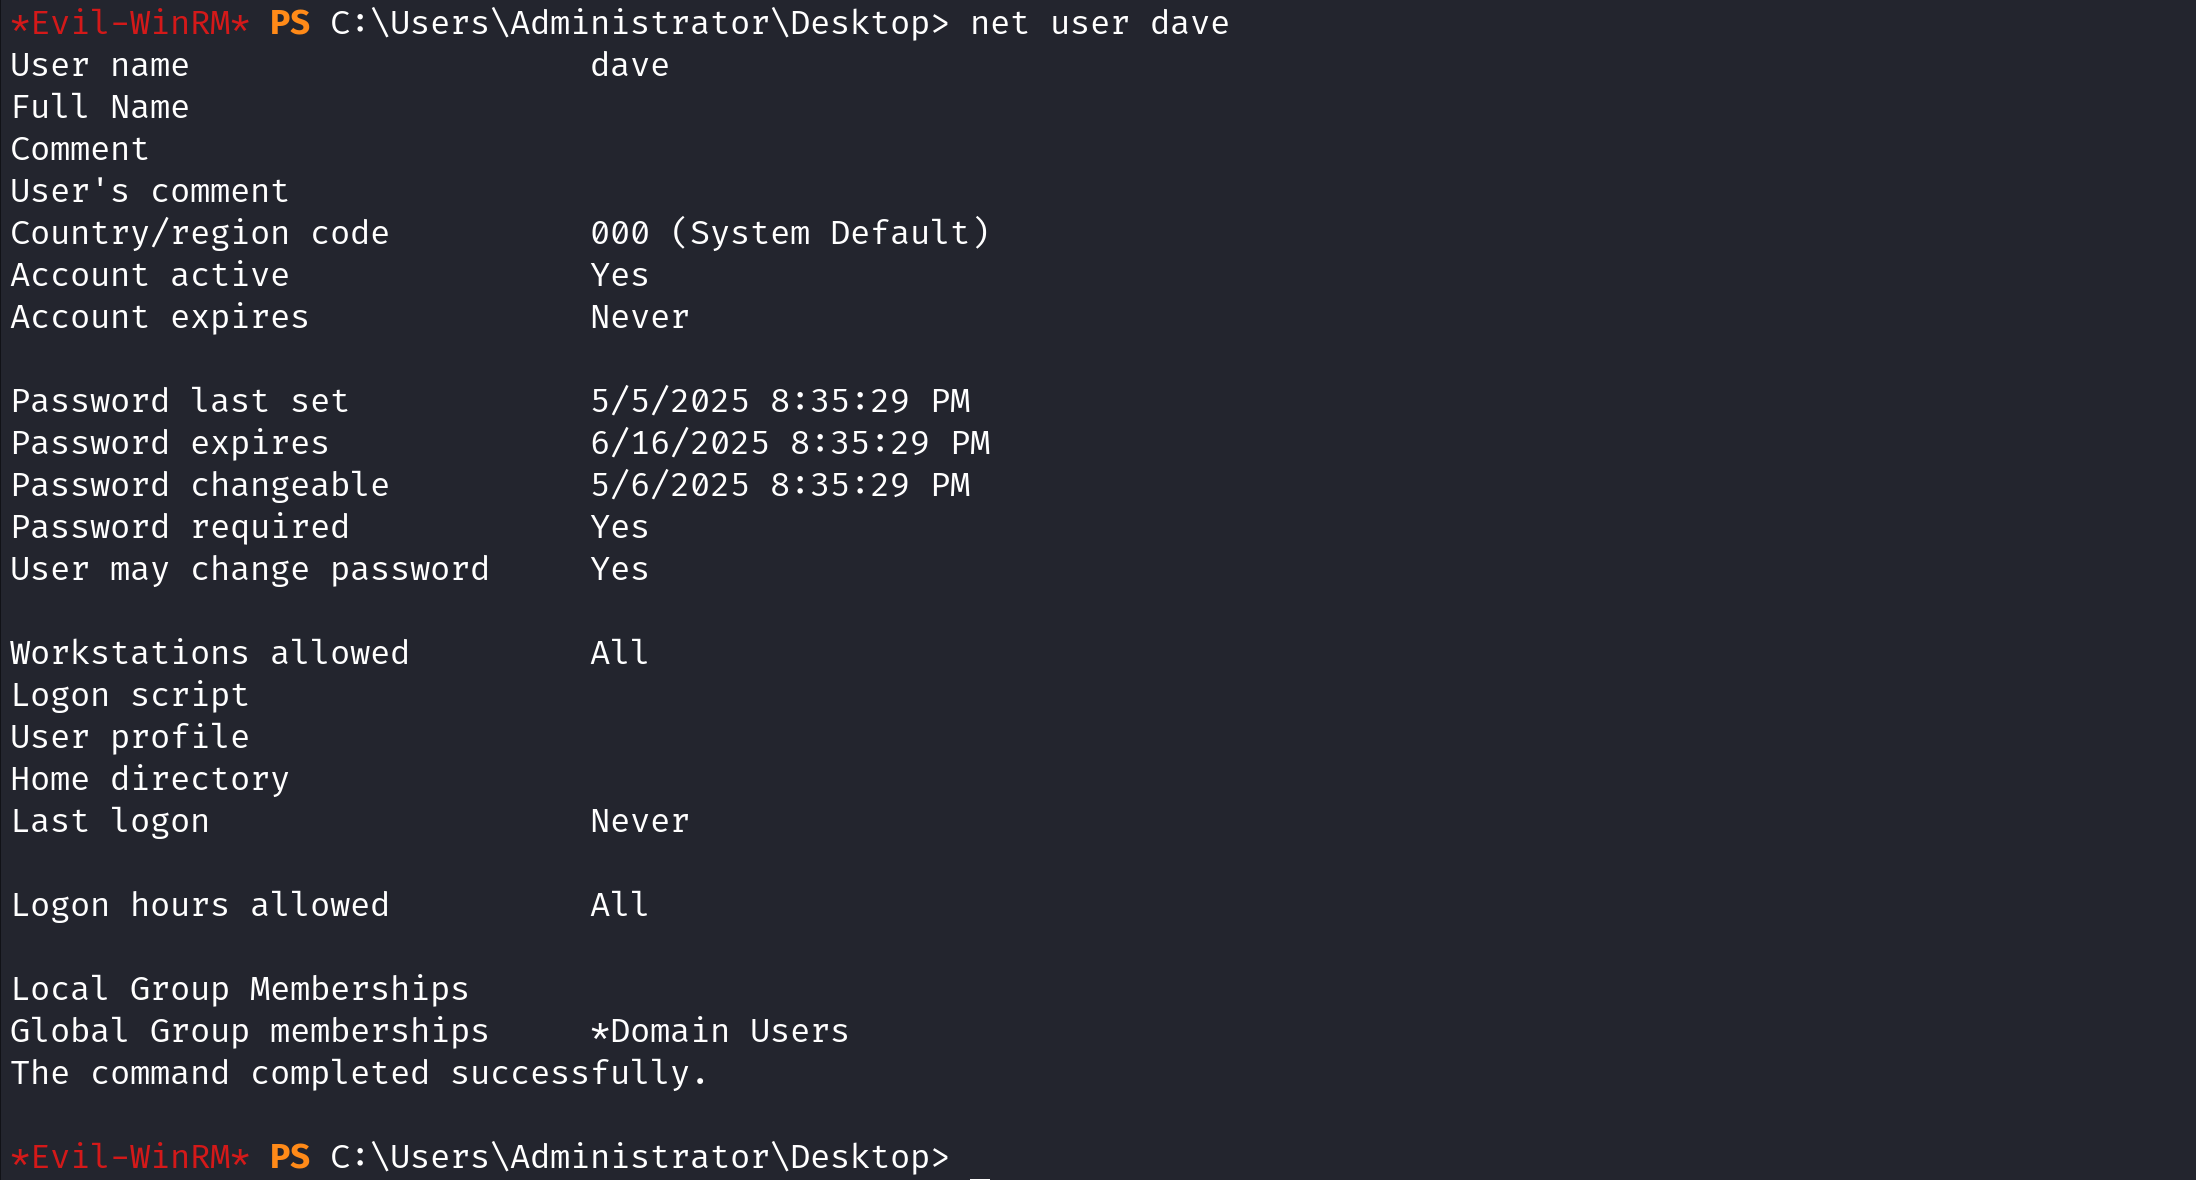 *Evil-WinRM* PS C:\Users\Administrator\Desktop> net user dave
User name                    dave
Full Name
Comment
User's comment
Country/region code          000 (System Default)
Account active               Yes
Account expires              Never

Password last set            5/5/2025 8:35:29 PM
Password expires             6/16/2025 8:35:29 PM
Password changeable          5/6/2025 8:35:29 PM
Password required            Yes
User may change password     Yes

Workstations allowed         All
Logon script
User profile
Home directory
Last logon                   Never

Logon hours allowed          All

Local Group Memberships
Global Group memberships     *Domain Users
The command completed successfully.

*Evil-WinRM* PS C:\Users\Administrator\Desktop>